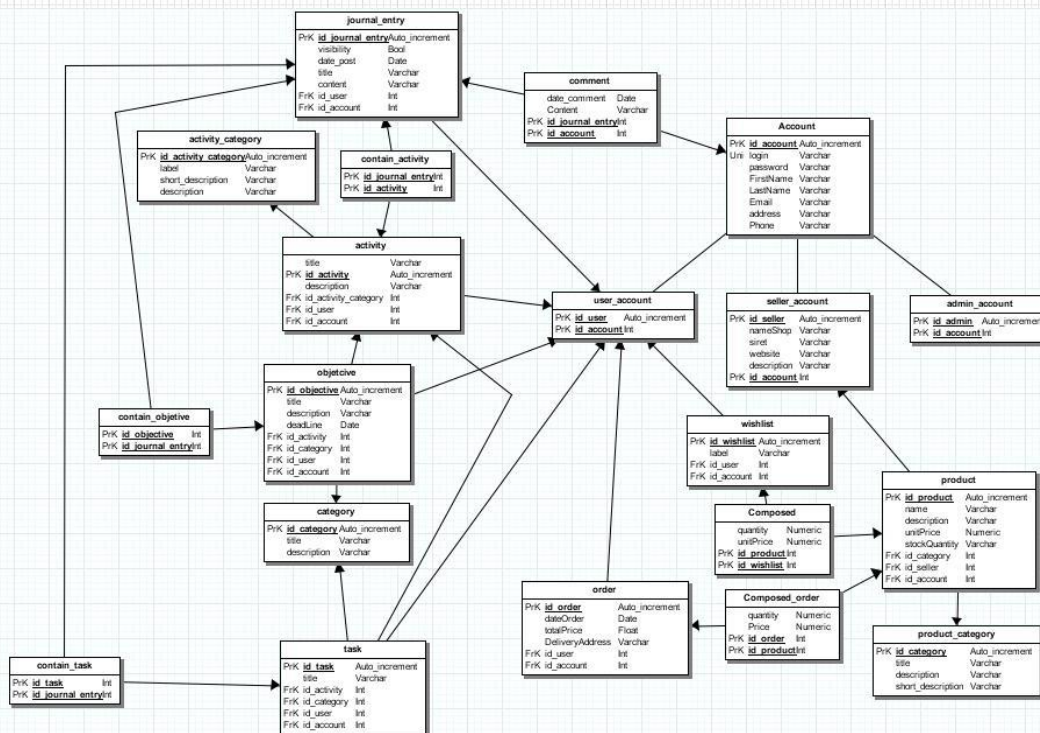 journal_entry
PrK id_journal_entry Auto_increment
visibility Bool
date_post Date
title Varchar
content Varchar
FrK id_user Int
FrK id_account Int
comment
date_comment Date
Content Varchar
PrK id_journal_entry Int
PrK id_account Int
Account
PrK id_account Auto_increment
Uni login Varchar
password Varchar
FirstName Varchar
LastName Varchar
Email Varchar
address Varchar
Phone Varchar
activity_category
PrK id_activity_category Auto_increment
label Varchar
short_description Varchar
description Varchar
contain_activity
PrK id_journal_entry Int
PrK id_activity Int
activity
title Varchar
PrK id_activity Auto_increment
description Varchar
FrK id_activity_category Int
FrK id_user Int
FrK id_account Int
user_account
PrK id_user Auto_increment
PrK id_account Int
seller_account
PrK id_seller Auto_increment
nameShop Varchar
siret Varchar
website Varchar
description Varchar
PrK id_account Int
admin_account
PrK id_admin Auto_incremer
PrK id_account Int
objetcive
PrK id_objective Auto_increment
title Varchar
description Varchar
deadLine Date
FrK id_activity Int
FrK id_category Int
FrK id_user Int
FrK id_account Int
contain_objetive
PrK id_objective Int
PrK id_journal_entry Int
wishlist
PrK id_wishlist Auto_increment
label Varchar
FrK id_user Int
FrK id_account Int
category
PrK id_category Auto_increment
title Varchar
description Varchar
Composed
quantity Numeric
unitPrice Numeric
PrK id_product Int
PrK id_wishlist Int
product
PrK id_product Auto_increment
name Varchar
description Varchar
unitPrice Numeric
stockQuantity Varchar
FrK id_category Int
FrK id_seller Int
FrK id_account Int
order
PrK id_order Auto_increment
dateOrder Date
totalPrice Float
DeliveryAddress Varchar
FrK id_user Int
FrK id_account Int
Composed_order
quantity Numeric
Price Numeric
PrK id_order Int
PrK id_product Int
product_category
PrK id_category Auto_increment
title Varchar
description Varchar
short_description Varchar
contain_task
PrK id_task Int
PrK id_journal_entry Int
task
PrK id_task Auto_increment
title Varchar
FrK id_activity Int
FrK id_category Int
FrK id_user Int
FrK id_account Int